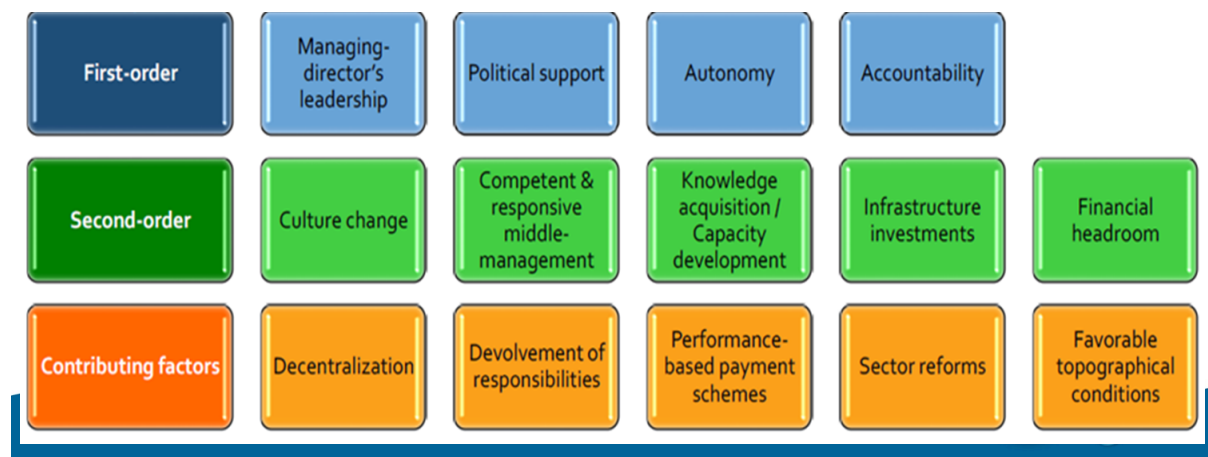 First-order
Managing-
director's
leadership
Political support
Autonomy
Accountability
Second-order
Culture change
Competent &
responsive
middle-
management
Knowledge
acquisition /
Capacity
development
Infrastructure
investments
Financial
headroom
Contributing factors
Decentralization
Devolvement of
responsibilities
Performance-
based payment
schemes
Sector reforms
Favorable
topographical
conditions